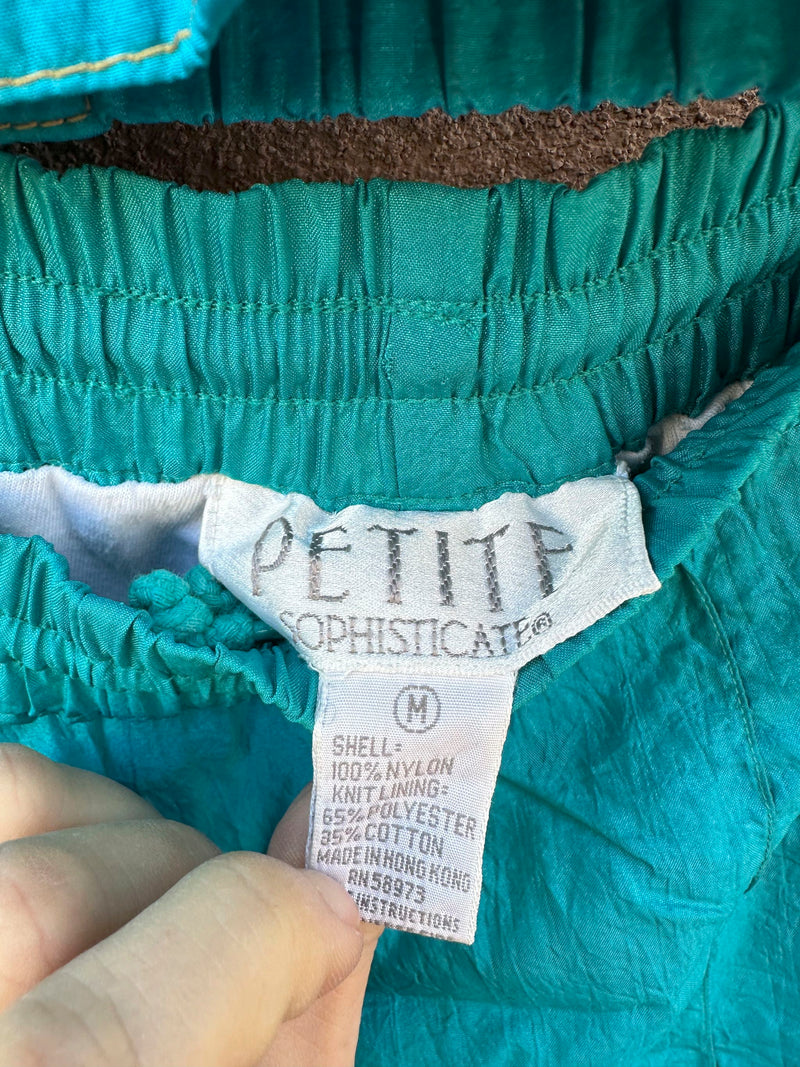 PETITE
SOPHISTICATE®
M
SHELL:
100% NYLON
KNIT LINING:
65% POLYESTER
35% COTTON
MADE IN HONG KONG
RN 58973
INSTRUCTIONS